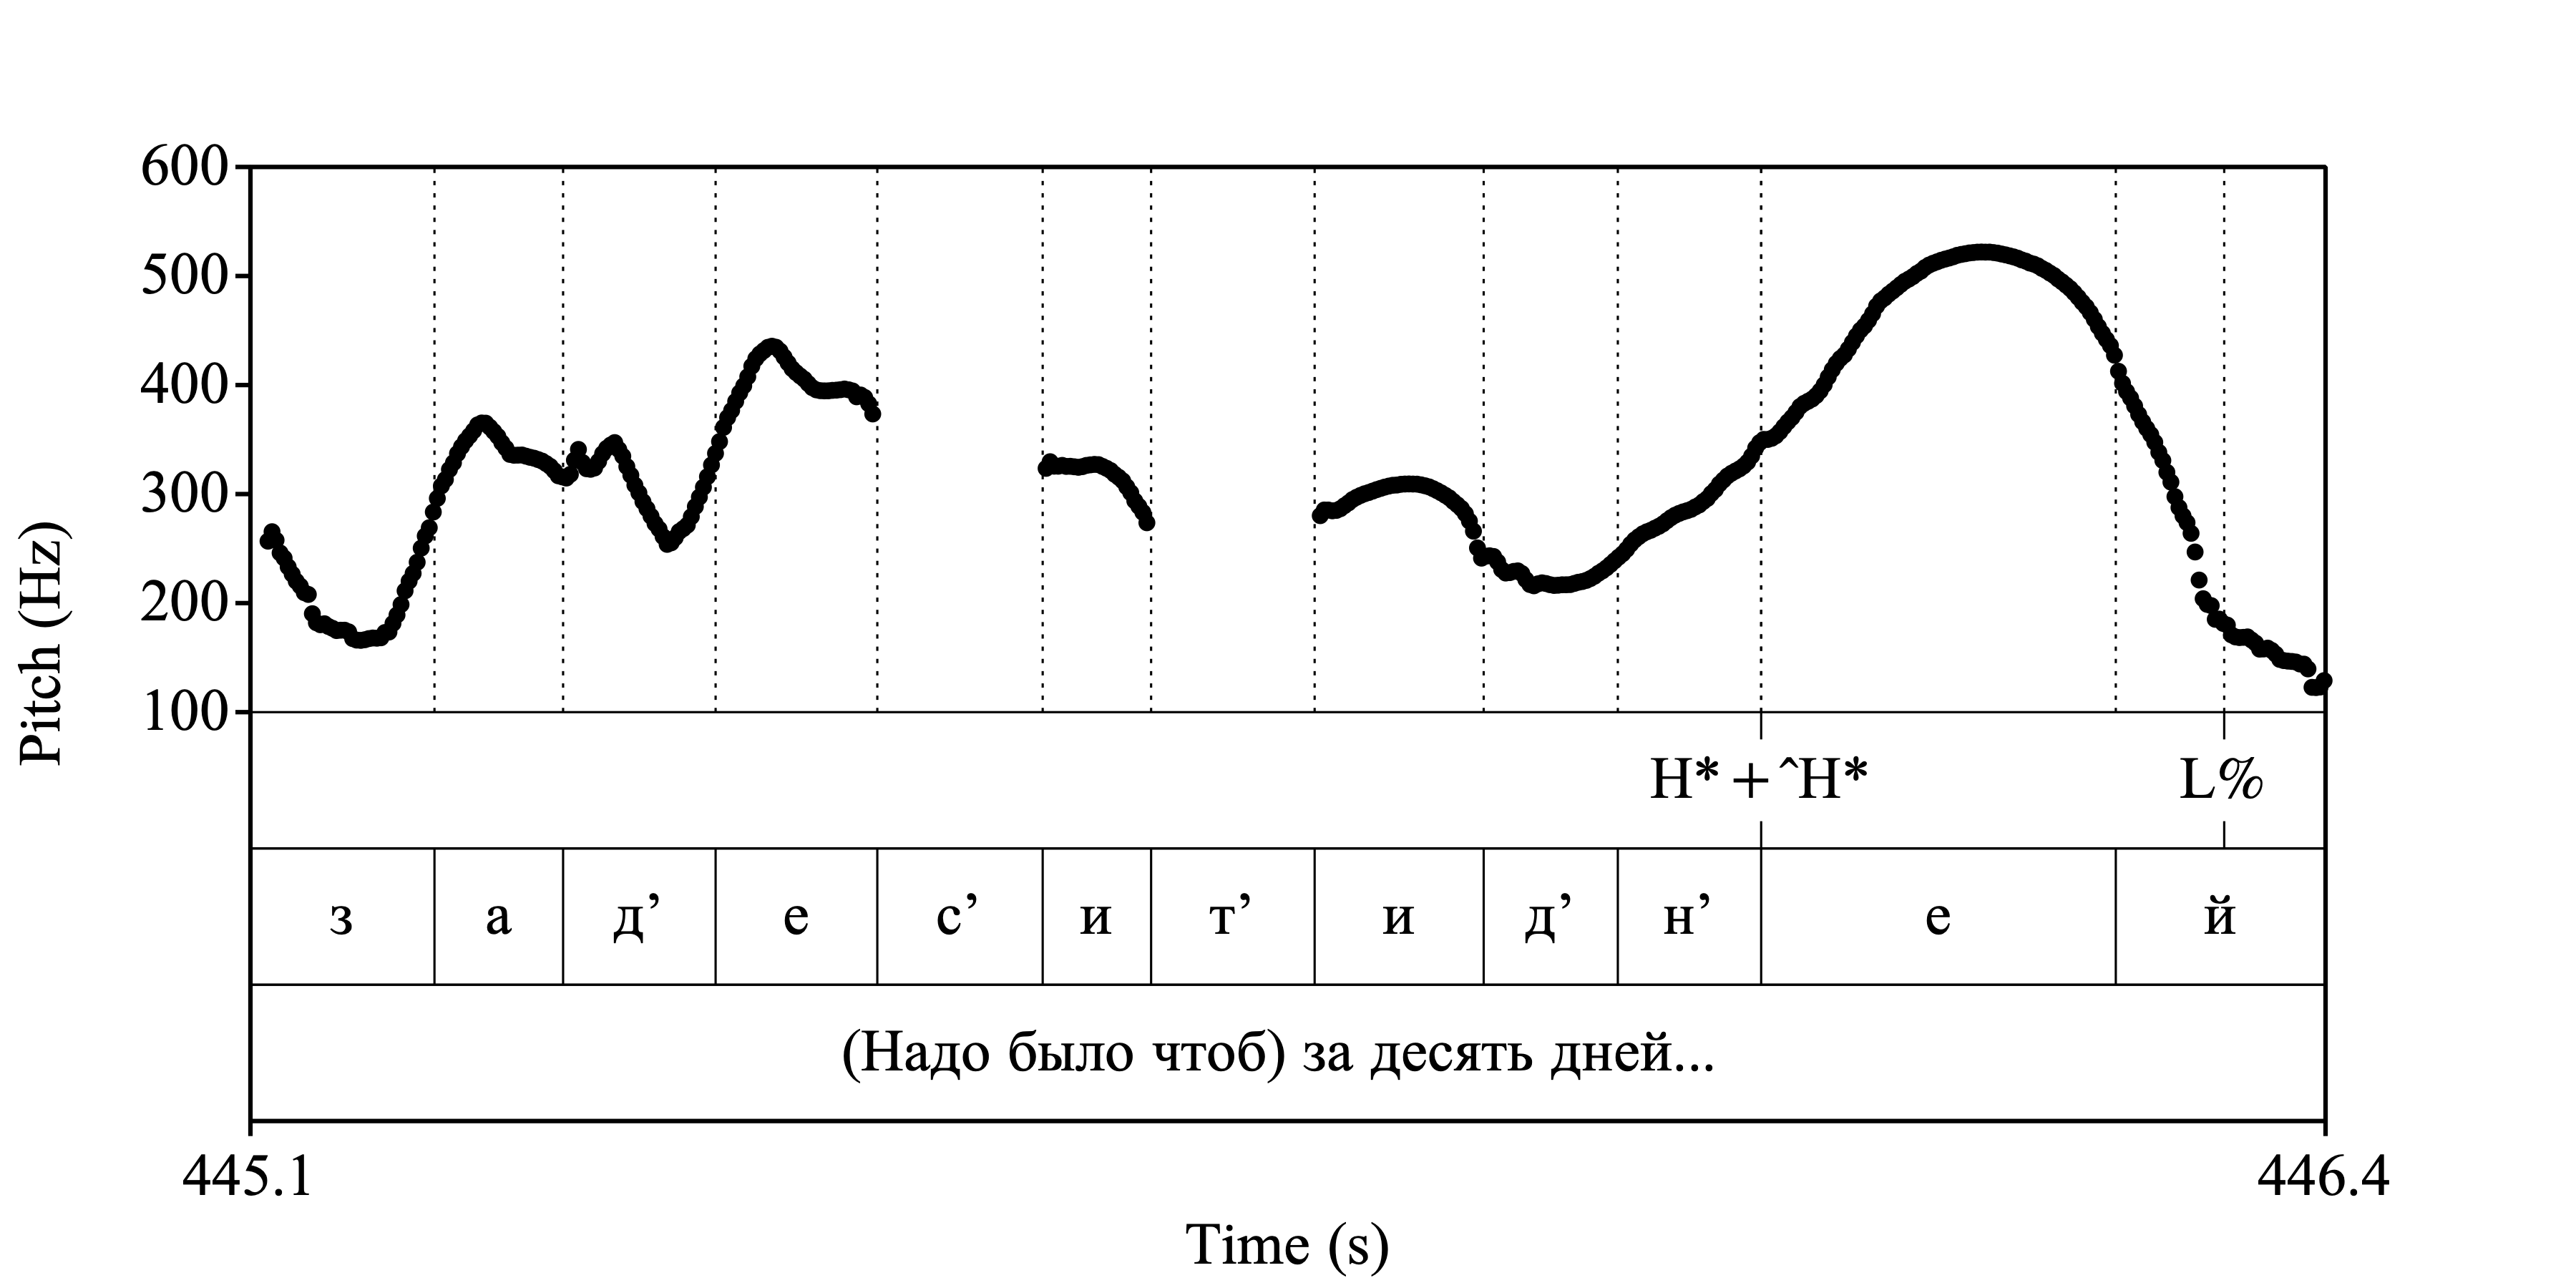 600
500
400
300
200
100
Pitch (Hz)
H* + ^H* L%
з а д’ е с’ и т’ и д’ н’ е й
(Надо было чтоб) за десять дней...
445.1 446.4
Time (s)